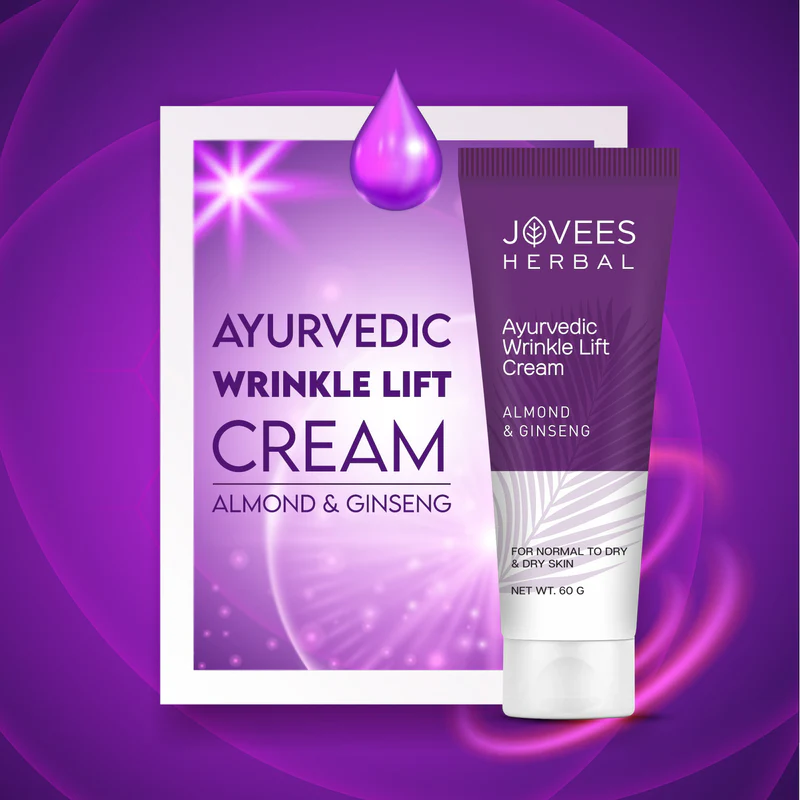 AYURVEDIC
WRINKLE LIFT
CREAM
ALMOND & GINSENG
JOVEES
HERBAL
Ayurvedic
Wrinkle Lift
Cream
ALMOND
& GINSENG
FOR NORMAL TO DRY
& DRY SKIN
NET WT. 60 G